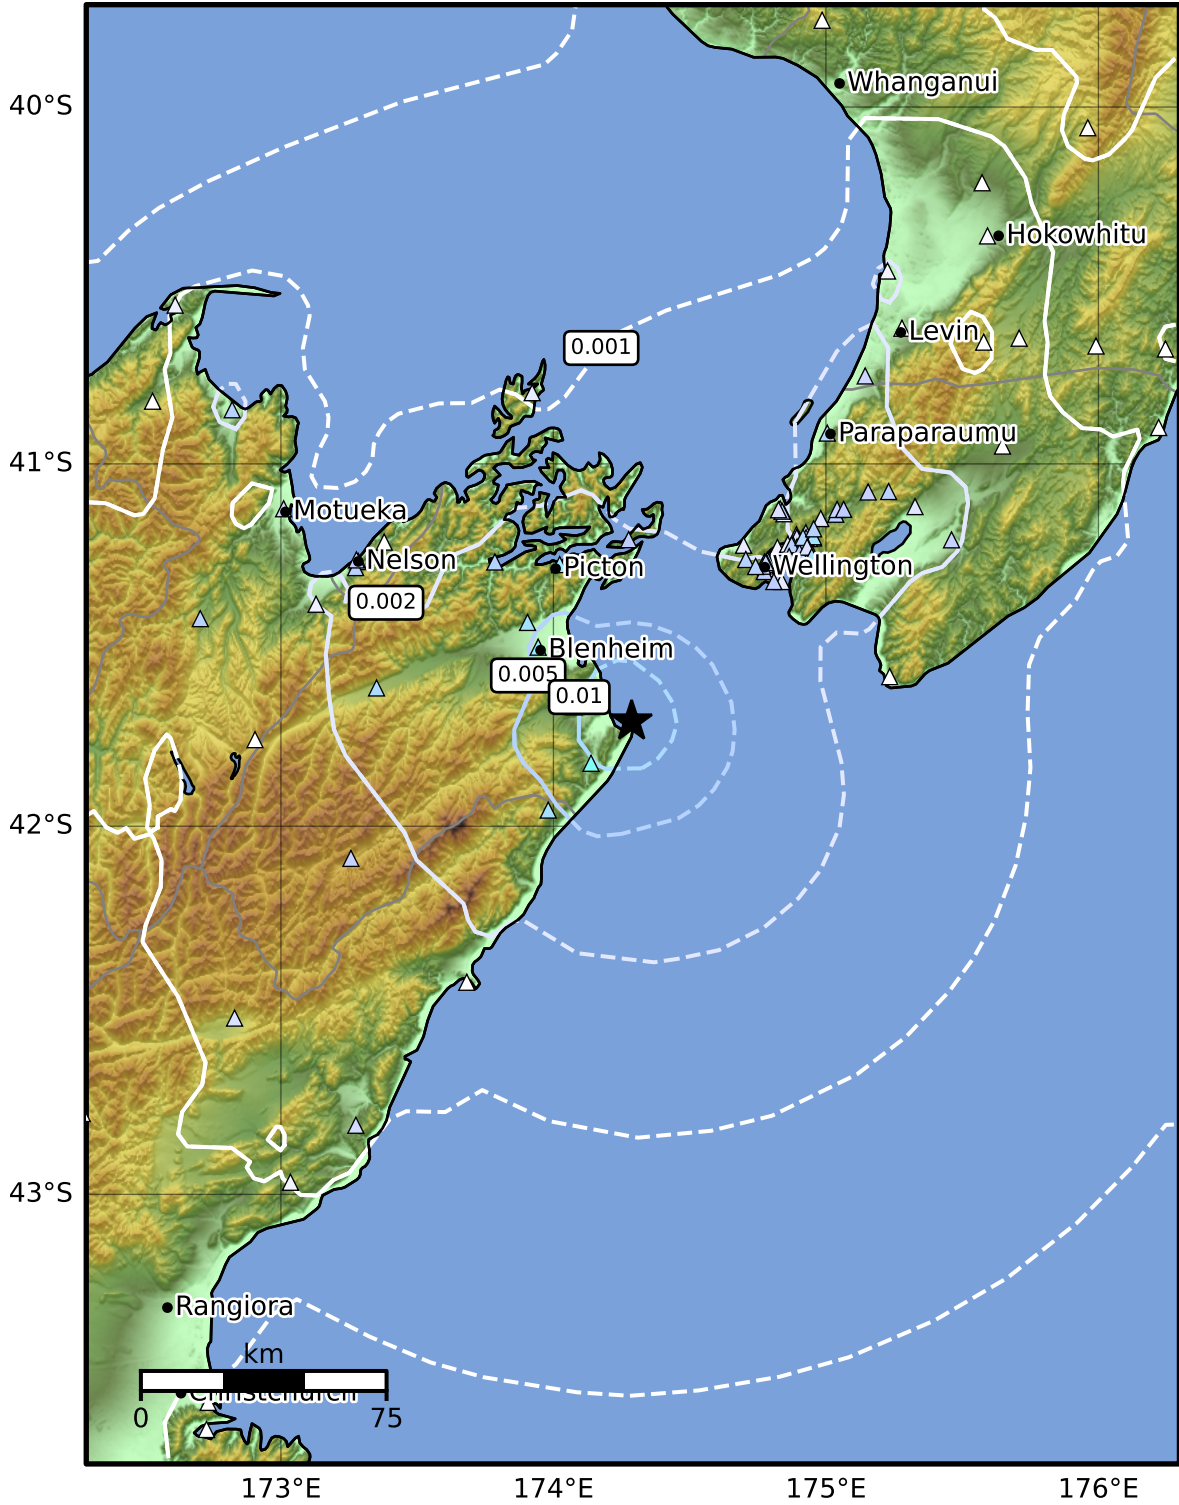 Whanganui
40°S
Hokowhitu
Levin
0.001
Paraparaumu
41°S
Motueka
Nelson
Picton
Wellington
0.002
Blenheim
0.005
0.01
42°S
43°S
Rangiora
km
Christchurch
0
75
173°E
174°E
175°E
176°E